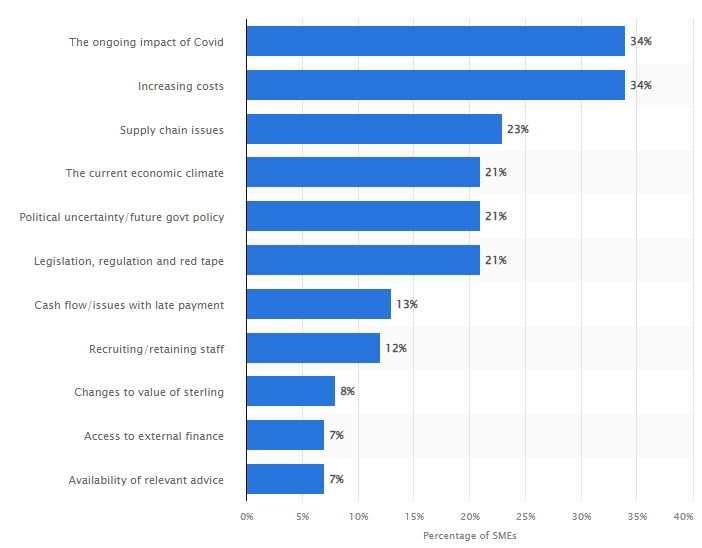 The ongoing impact of Covid 34%
Increasing costs 34%
Supply chain issues 23%
The current economic climate 21%
Political uncertainty/future govt policy 21%
Legislation, regulation and red tape 21%
Cash flow/issues with late payment 13%
Recruiting/retaining staff 12%
Changes to value of sterling 8%
Access to external finance 7%
Availability of relevant advice 7%
0% 5% 10% 15% 20% 25% 30% 35% 40%
Percentage of SMEs